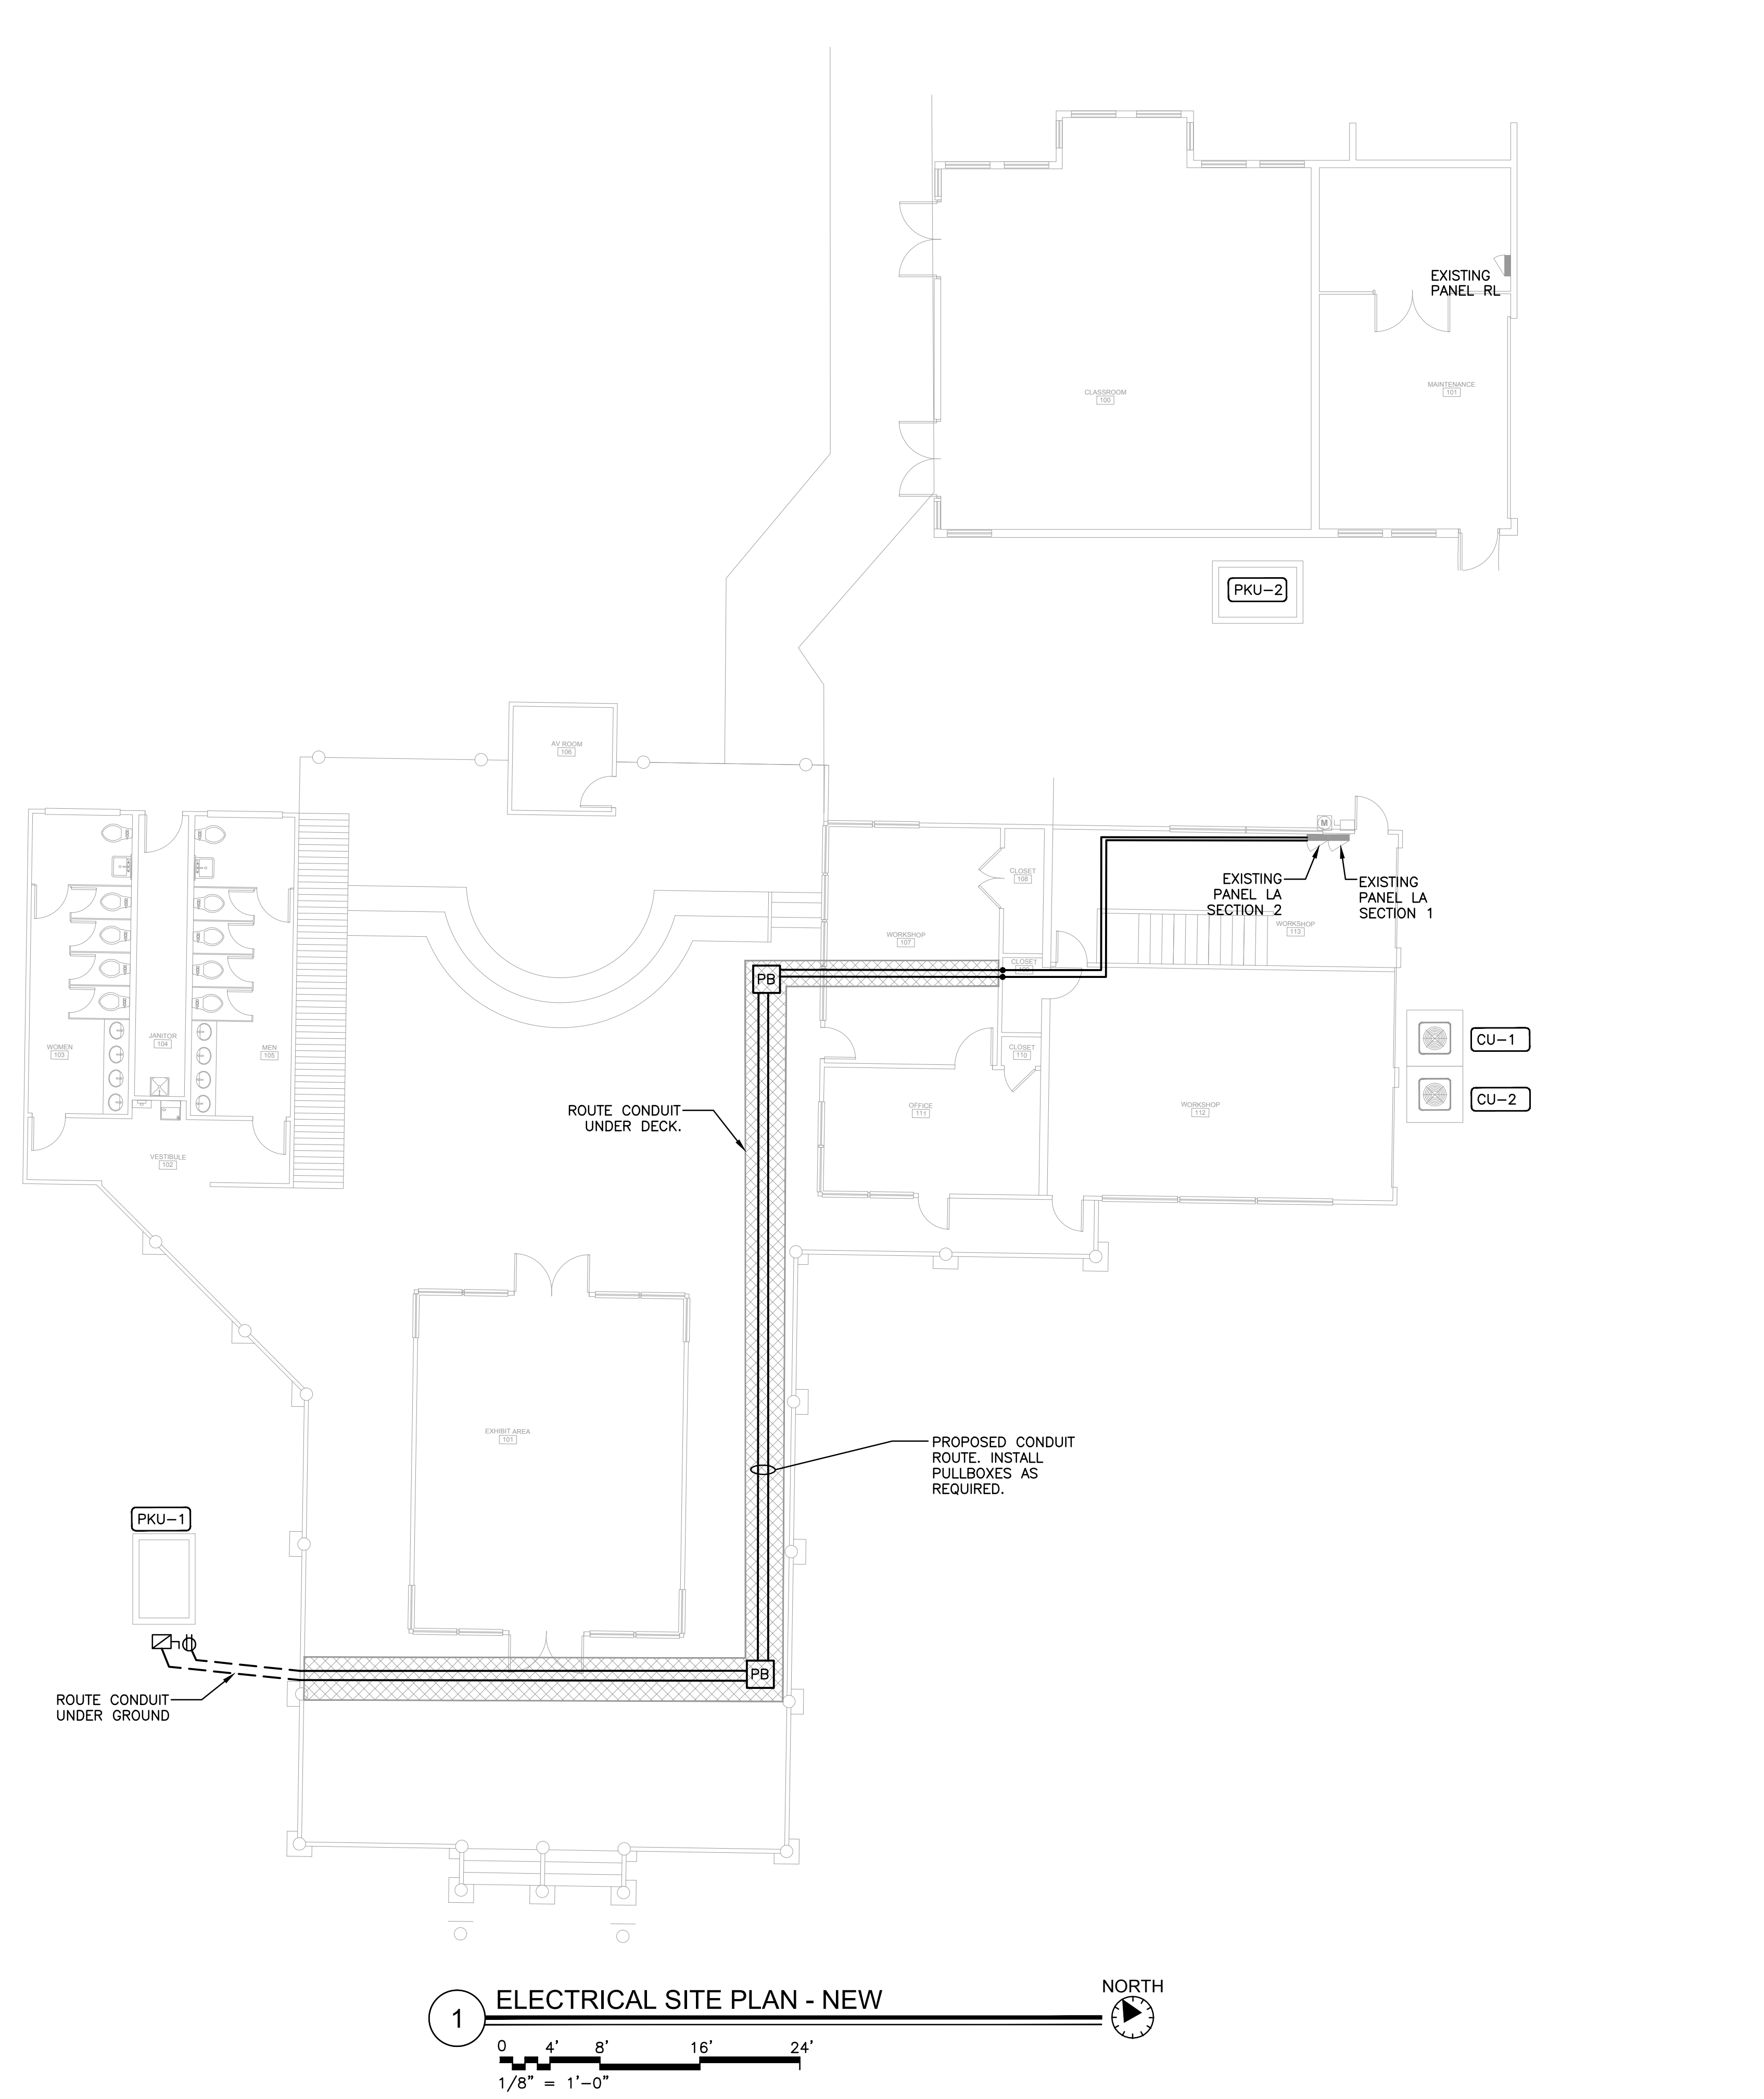 EXISTING
PANEL RL
CLASSROOM
100
MAINTENANCE
101
PKU-2
AV ROOM
106
M
EXISTING
PANEL LA
SECTION 2
EXISTING
PANEL LA
SECTION 1
CLOSET
108
WORKSHOP
107
WORKSHOP
113
CLOSET
PB
JANITOR
104
WOMEN
103
MEN
105
CLOSET
110
CU-1
CU-2
OFFICE
111
WORKSHOP
112
ROUTE CONDUIT
UNDER DECK.
VESTIBULE
102
EXHIBIT AREA
101
PROPOSED CONDUIT
ROUTE. INSTALL
PULLBOXES AS
REQUIRED.
PKU-1
PB
ROUTE CONDUIT
UNDER GROUND
1
ELECTRICAL SITE PLAN - NEW
NORTH
0 4' 8' 16' 24'
1/8" = 1'-0"